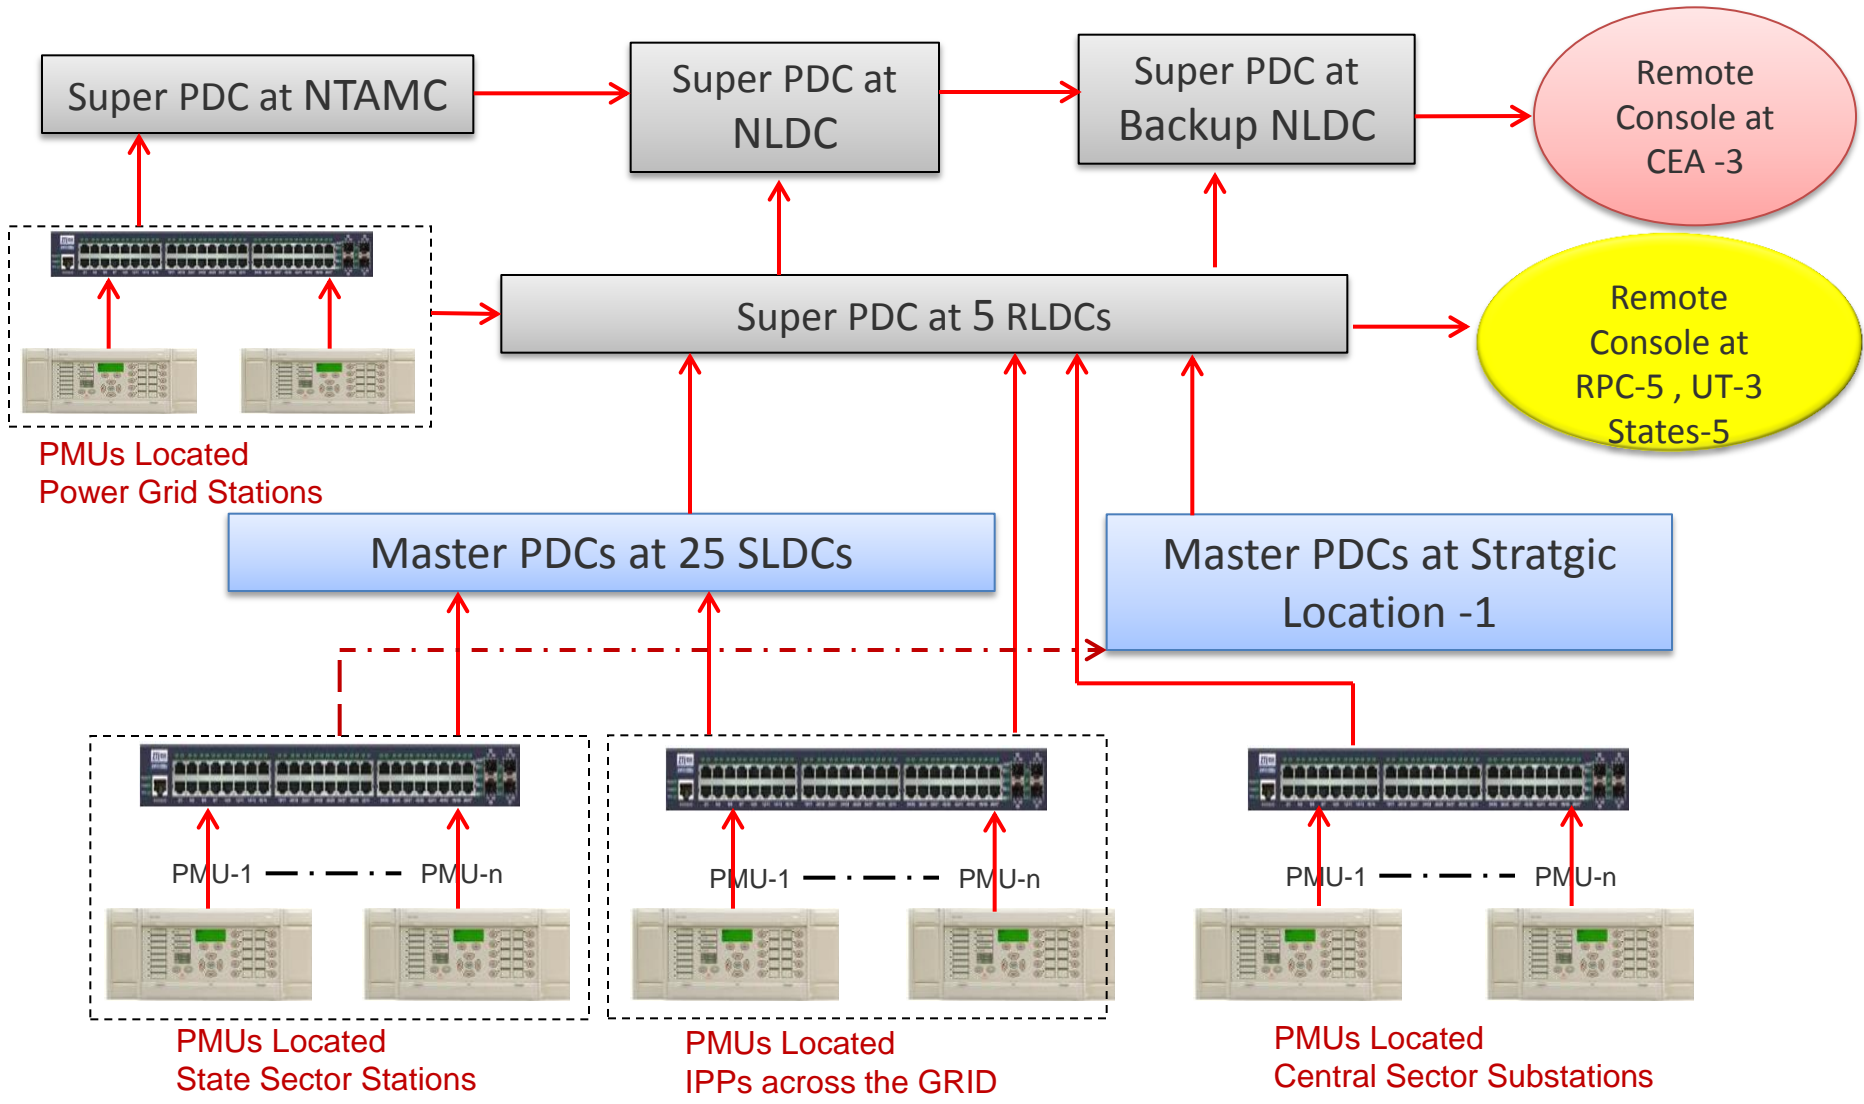 Super PDC at NTAMC
Super PDC at
NLDC
Super PDC at
Backup NLDC
Remote
Console at
CEA -3
Super PDC at 5 RLDCs
Remote
Console at
RPC-5 , UT-3
States-5
PMUs Located
Power Grid Stations
Master PDCs at 25 SLDCs
Master PDCs at Stratgic
Location -1
PMU-1
PMU-n
PMU-1
PMU-n
PMU-1
PMU-n
PMUs Located
State Sector Stations
PMUs Located
IPPs across the GRID
PMUs Located
Central Sector Substations